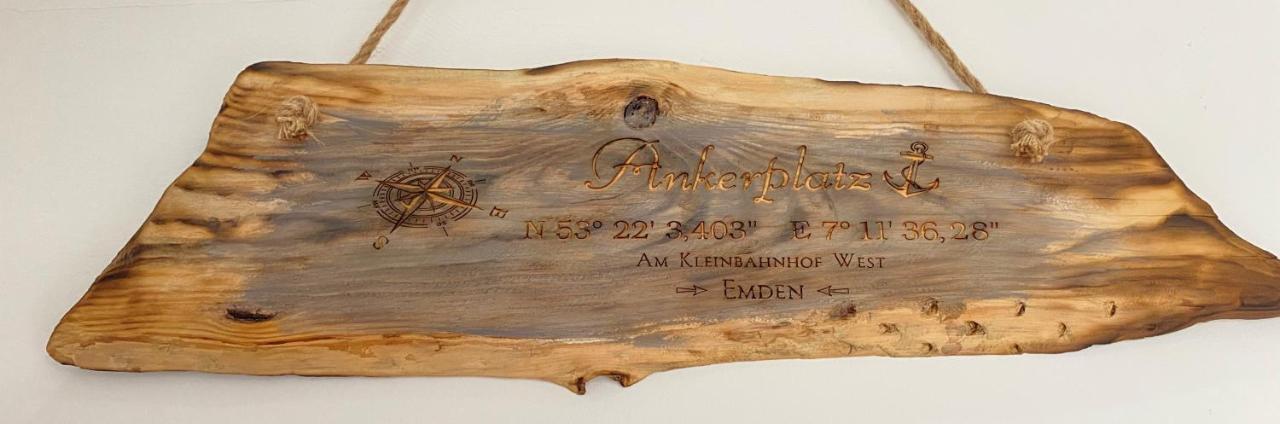 Ankerplatz
N 53° 22' 3,403" E 7° 11' 36,28"
Am Kleinbahnhof West
Emden
N
E
S